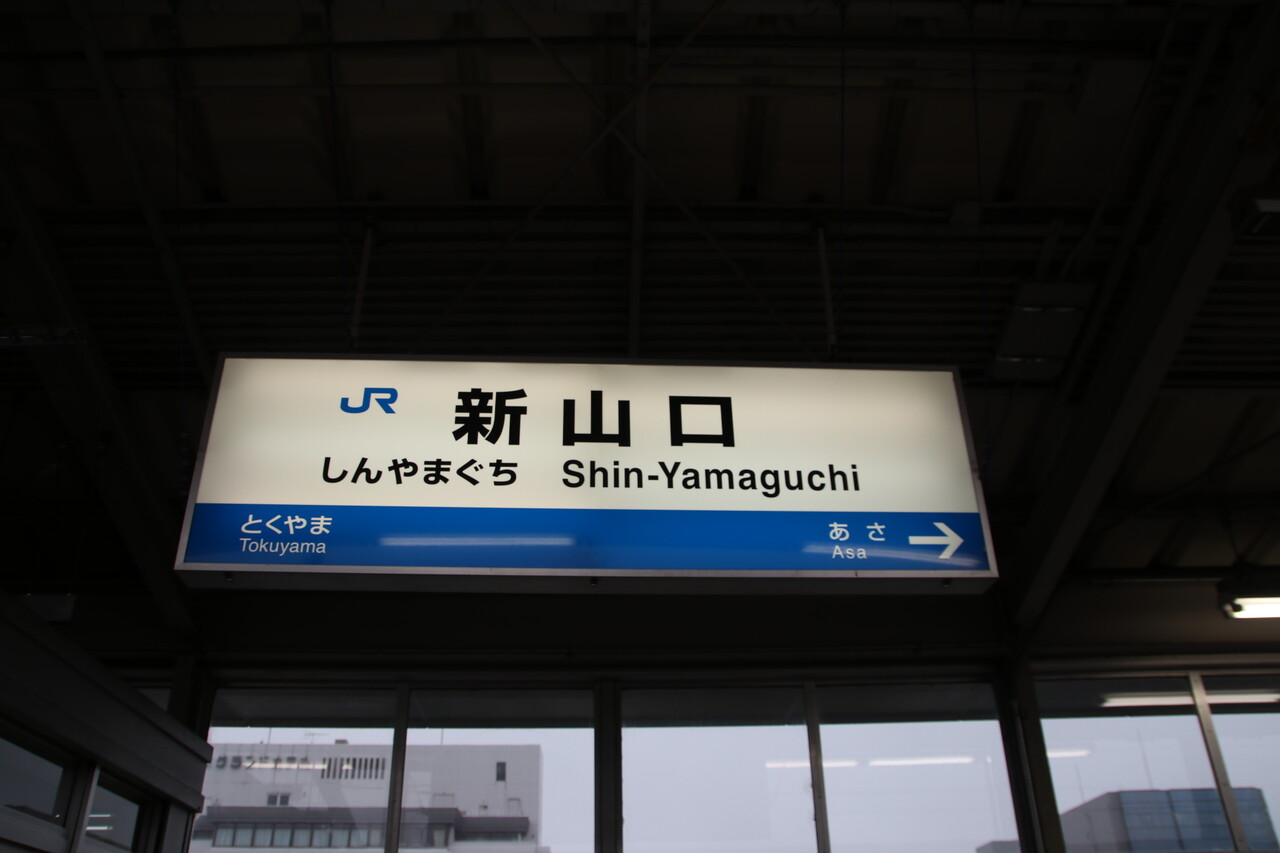 JR 新山口
しんやまぐち Shin-Yamaguchi
とくやま
Tokuyama
あさ →
Asa